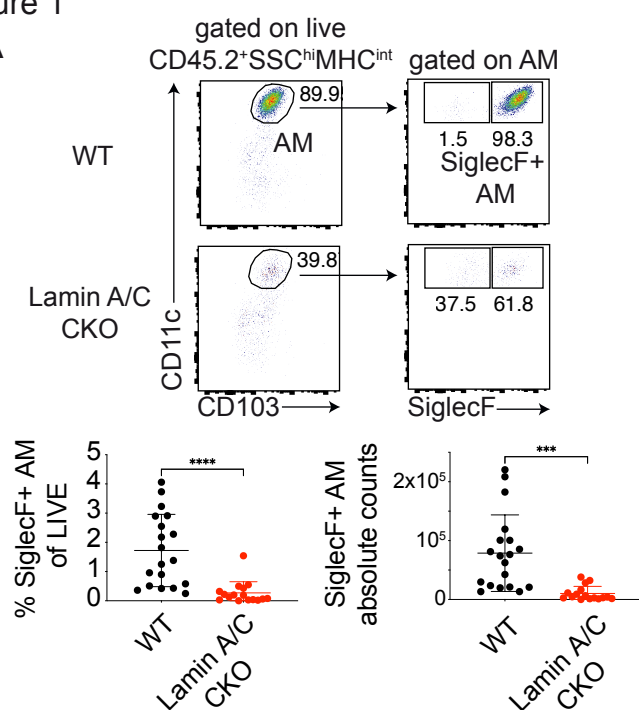 ure 1
A
gated on live
CD45.2⁺SSCʰⁱMHCⁱⁿᵗ
gated on AM
WT
89.9
AM
1.5 98.3
SiglecF+
AM
Lamin A/C
CKO
39.8
37.5 61.8
CD11c
CD103
SiglecF
% SiglecF+ AM
of LIVE
5
4
3
2
1
0
****
WT
Lamin A/C
CKO
SiglecF+ AM
absolute counts
2x10⁵
10⁵
0
***
WT
Lamin A/C
CKO